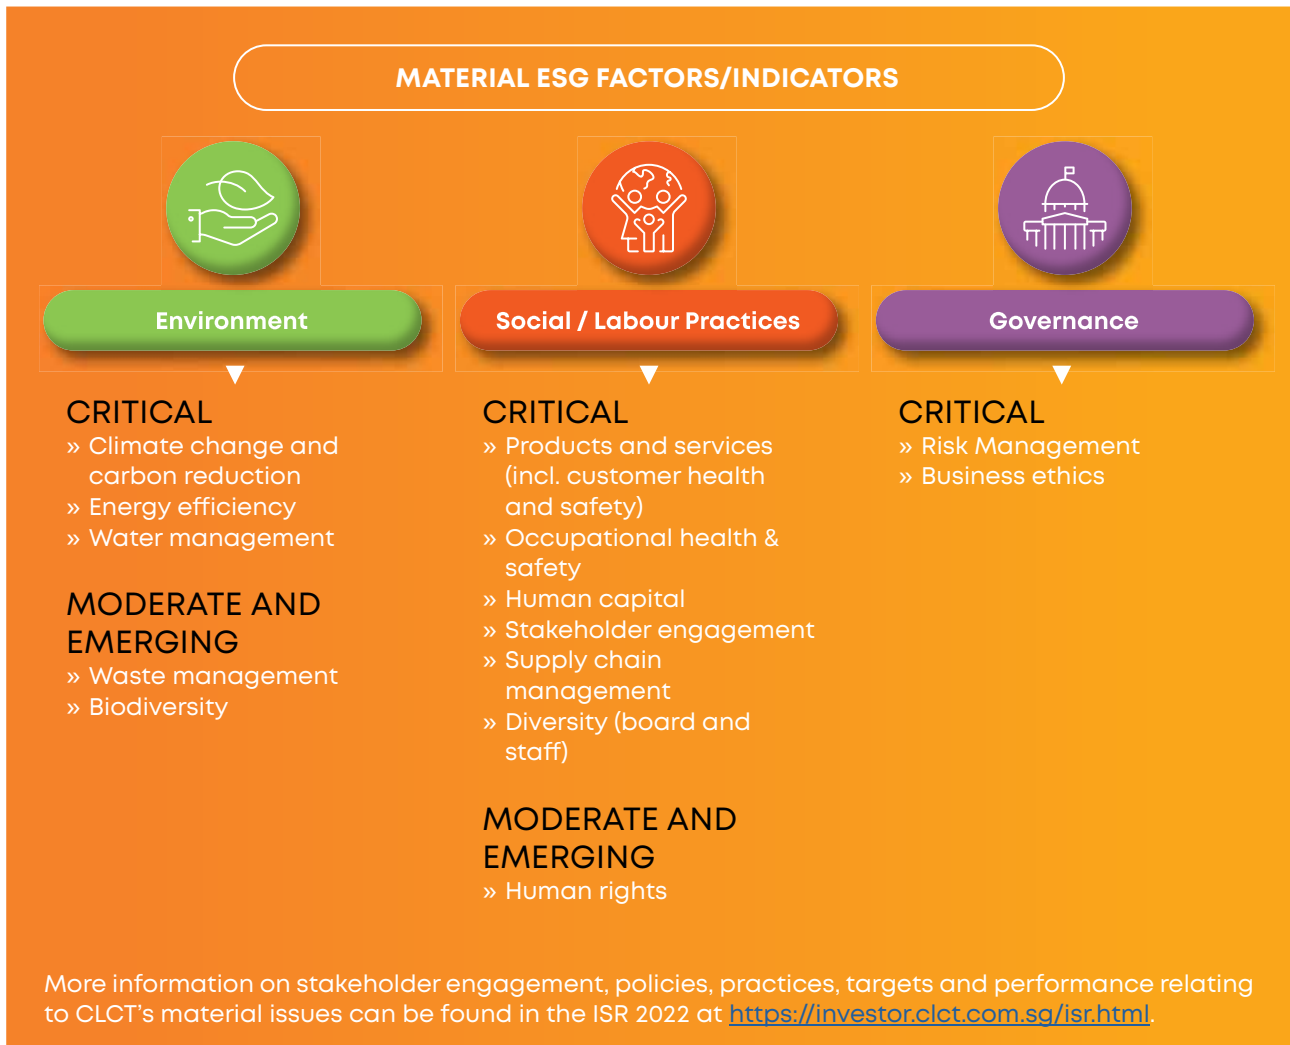 MATERIAL ESG FACTORS/INDICATORS
Environment
CRITICAL
» Climate change and
carbon reduction
» Energy efficiency
» Water management
MODERATE AND
EMERGING
» Waste management
» Biodiversity
Social / Labour Practices
CRITICAL
» Products and services
(incl. customer health
and safety)
» Occupational health &
safety
» Human capital
» Stakeholder engagement
» Supply chain
management
» Diversity (board and
staff)
MODERATE AND
EMERGING
» Human rights
Governance
CRITICAL
» Risk Management
» Business ethics
More information on stakeholder engagement, policies, practices, targets and performance relating
to CLCT’s material issues can be found in the ISR 2022 at https://investor.clct.com.sg/isr.html.